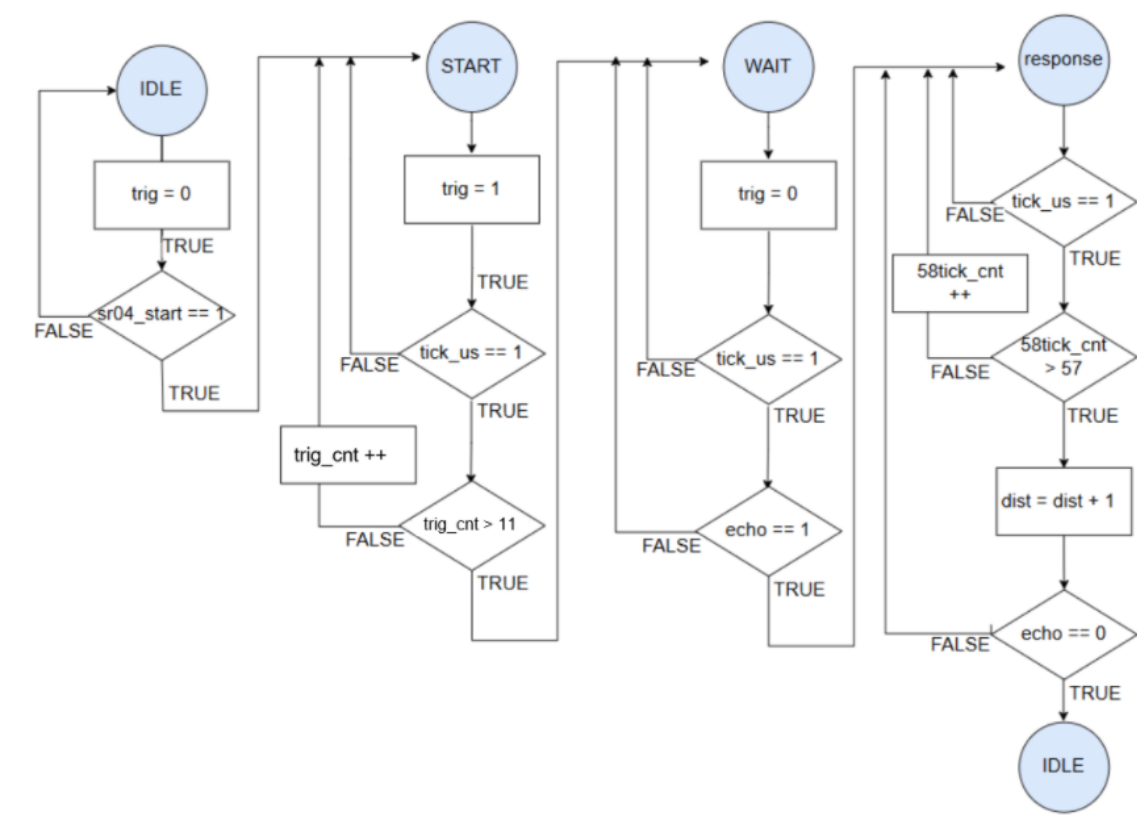 IDLE
trig = 0
TRUE
sr04_start == 1
FALSE
TRUE
START
trig = 1
TRUE
tick_us == 1
FALSE
TRUE
trig_cnt ++
trig_cnt > 11
FALSE
TRUE
WAIT
trig = 0
tick_us == 1
FALSE
TRUE
echo == 1
FALSE
TRUE
response
tick_us == 1
FALSE
TRUE
58tick_cnt
++
58tick_cnt
> 57
FALSE
TRUE
dist = dist + 1
echo == 0
FALSE
TRUE
IDLE